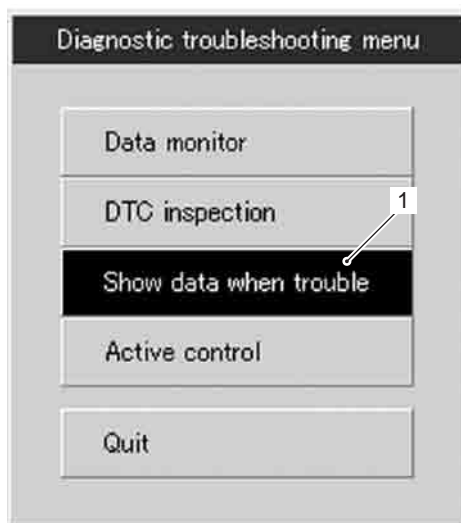 Diagnostic troubleshooting menu
Data monitor
DTC inspection
1
Show data when trouble
Active control
Quit